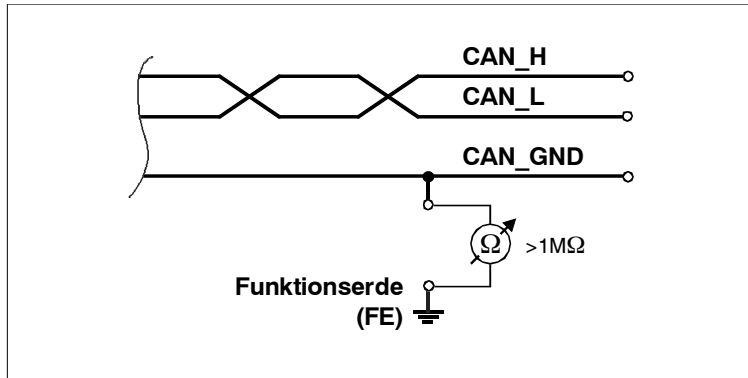 CAN_H
CAN_L
CAN_GND
Ω
>1MΩ
Funktionserde
(FE)